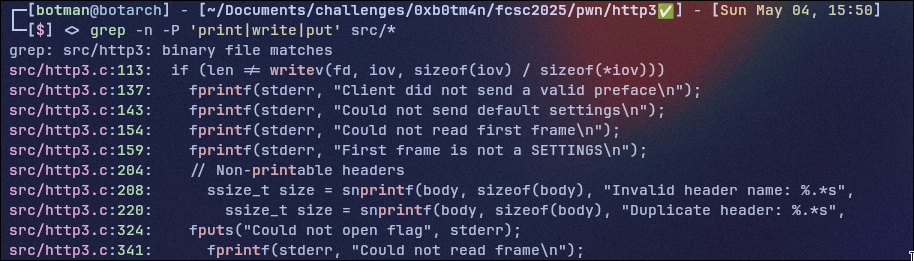 ┌─[botman@botarch] - [~/Documents/challenges/0xb0tm4n/fcsc2025/pwn/http3✅] - [Sun May 04, 15:50]
└─[$] <> grep -n -P 'print|write|put' src/*
grep: src/http3: binary file matches
src/http3.c:113:  if (len != writev(fd, iov, sizeof(iov) / sizeof(*iov)))
src/http3.c:137:    fprintf(stderr, "Client did not send a valid preface\n");
src/http3.c:143:    fprintf(stderr, "Could not send default settings\n");
src/http3.c:154:    fprintf(stderr, "Could not read first frame\n");
src/http3.c:159:    fprintf(stderr, "First frame is not a SETTINGS\n");
src/http3.c:204:    // Non-printable headers
src/http3.c:208:      ssize_t size = snprintf(body, sizeof(body), "Invalid header name: %.*s",
src/http3.c:220:        ssize_t size = snprintf(body, sizeof(body), "Duplicate header: %.*s",
src/http3.c:324:    fputs("Could not open flag", stderr);
src/http3.c:341:      fprintf(stderr, "Could not read frame\n");